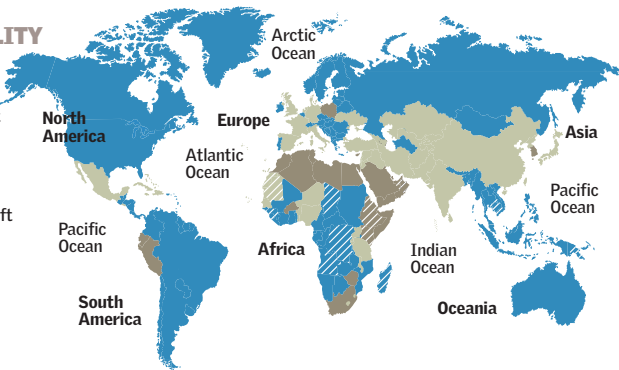 LITY
Arctic
Ocean
North
America
Europe
Asia
Atlantic
Ocean
Pacific
Ocean
ft
Pacific
Ocean
Africa
Indian
Ocean
South
America
Oceania